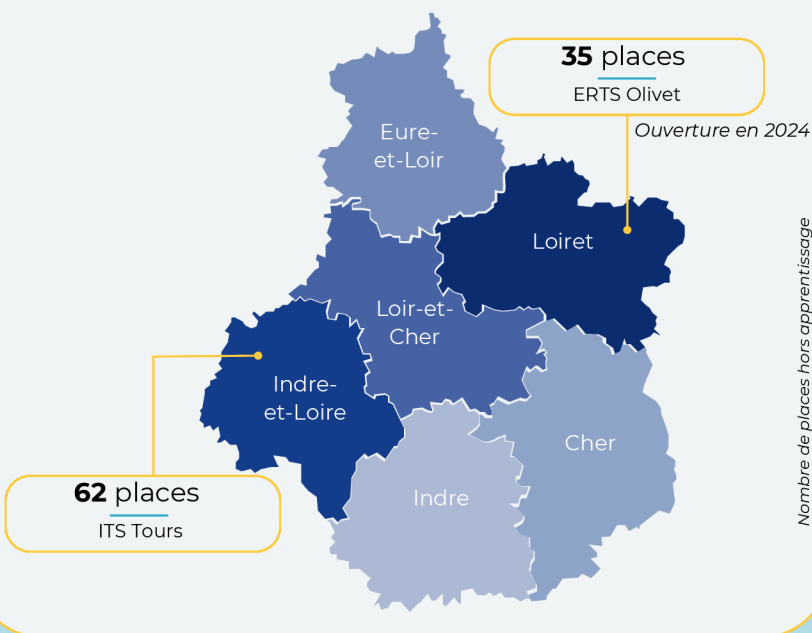 35 places
ERTS Olivet
Ouverture en 2024
Eure-
et-Loir
Loiret
Loir-et-
Cher
Indre-
et-Loire
Cher
Indre
62 places
ITS Tours
Nombre de places hors apprentissage